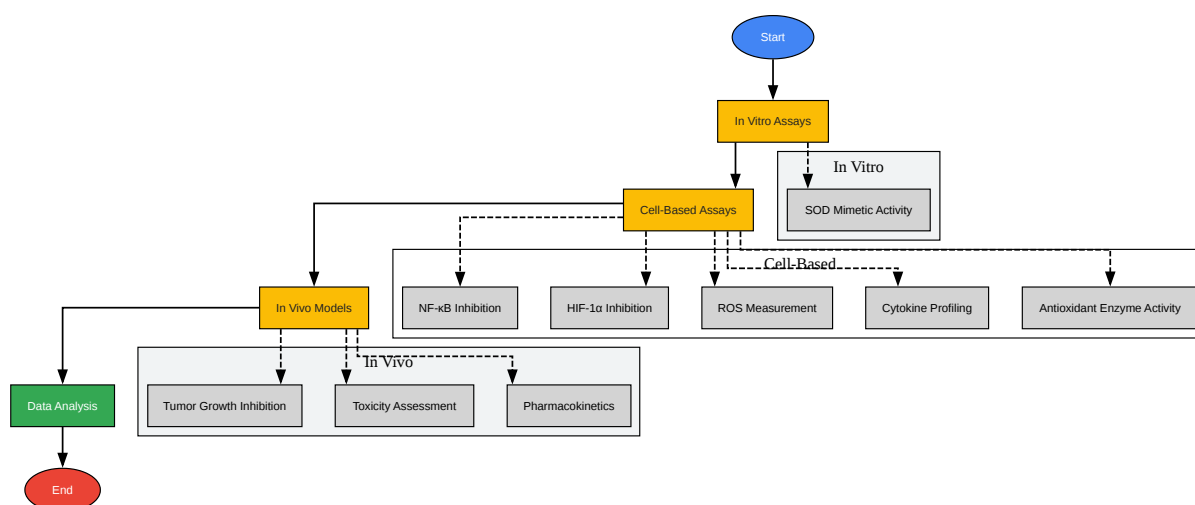 Start
In Vitro Assays
In Vitro
SOD Mimetic Activity
Cell-Based Assays
Cell-Based
NF-κB Inhibition
HIF-1α Inhibition
ROS Measurement
Cytokine Profiling
Antioxidant Enzyme Activity
In Vivo Models
In Vivo
Tumor Growth Inhibition
Toxicity Assessment
Pharmacokinetics
Data Analysis
End